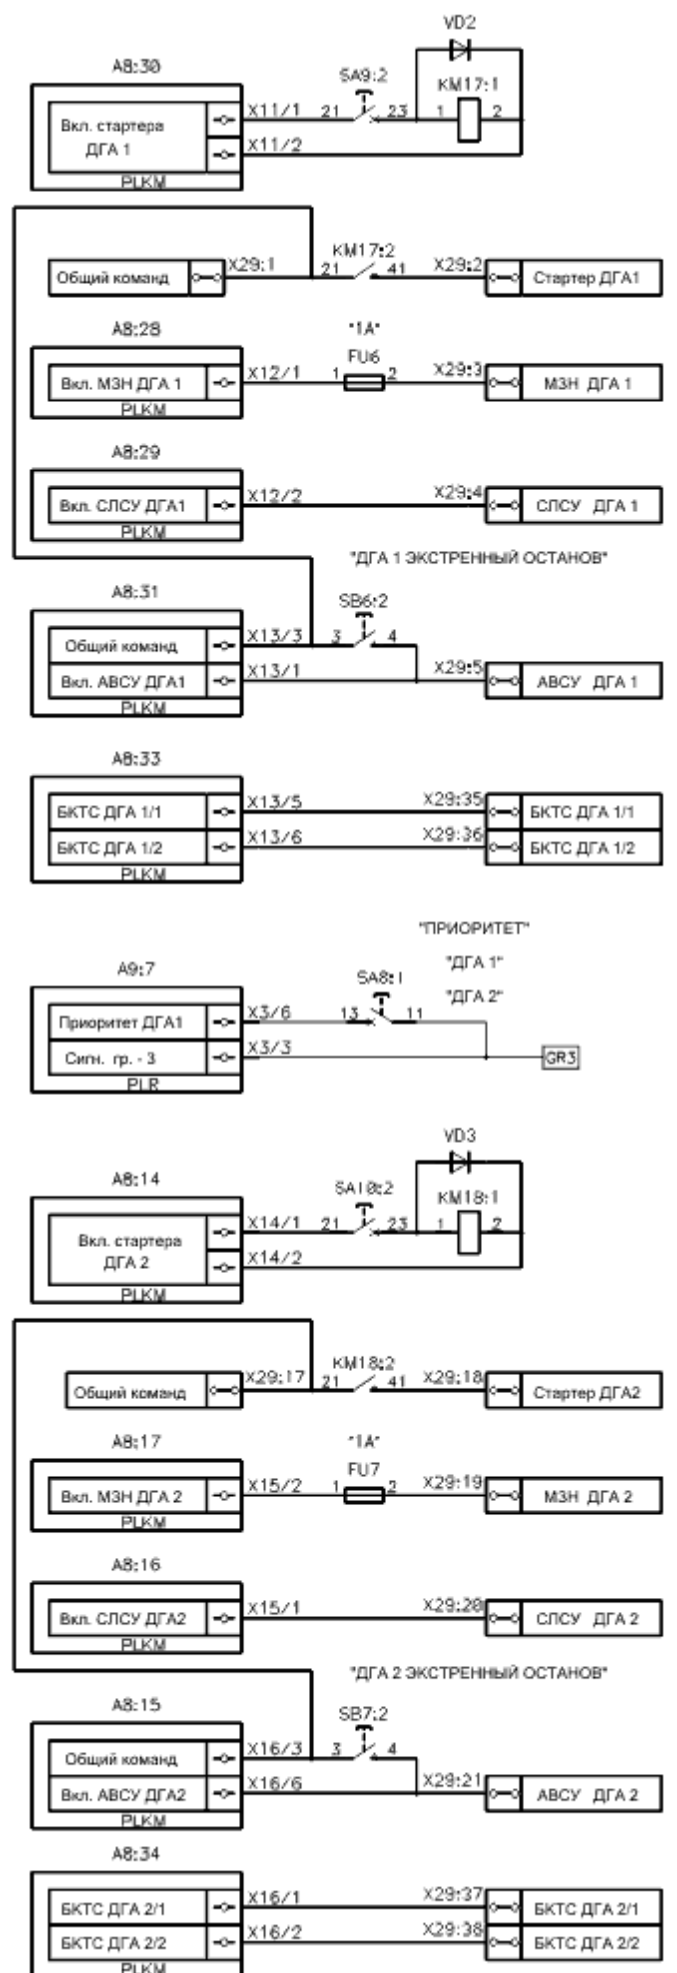 VD2
A8:30
SA9:2
KM17:1
X11/1 21 23 1 2
Вкл. стартера
ДГА 1
X11/2
PLKM
KM17:2
X29:1 21 41 X29:2
Общий команд
Стартер ДГА1
A8:28
"1A"
FU6
X12/1 1 2 X29:3
Вкл. МЗН ДГА 1
МЗН ДГА 1
PLKM
A8:29
X12/2 X29:4
Вкл. СЛСУ ДГА1
СЛСУ ДГА 1
PLKM
"ДГА 1 ЭКСТРЕННЫЙ ОСТАНОВ"
A8:31
SB6:2
Общий команд X13/3 3 4
Вкл. АВСУ ДГА1 X13/1 X29:5 АВСУ ДГА 1
PLKM
A8:33
БКТС ДГА 1/1 X13/5 X29:35 БКТС ДГА 1/1
БКТС ДГА 1/2 X13/6 X29:36 БКТС ДГА 1/2
PLKM
"ПРИОРИТЕТ"
A9:7
"ДГА 1"
SA8:1
"ДГА 2"
Приоритет ДГА1 X3/6 13 11
Сигн. гр. - 3 X3/3 GR3
PLR
VD3
A8:14
SA10:2
KM18:1
X14/1 21 23 1 2
Вкл. стартера
ДГА 2
X14/2
PLKM
KM18:2
X29:17 21 41 X29:18
Общий команд
Стартер ДГА2
A8:17
"1A"
FU7
X15/2 1 2 X29:19
Вкл. МЗН ДГА 2
МЗН ДГА 2
PLKM
A8:16
X15/1 X29:20
Вкл. СЛСУ ДГА2
СЛСУ ДГА 2
PLKM
"ДГА 2 ЭКСТРЕННЫЙ ОСТАНОВ"
A8:15
SB7:2
Общий команд X16/3 3 4
Вкл. АВСУ ДГА2 X16/6 X29:21 АВСУ ДГА 2
PLKM
A8:34
БКТС ДГА 2/1 X16/1 X29:37 БКТС ДГА 2/1
БКТС ДГА 2/2 X16/2 X29:38 БКТС ДГА 2/2
PLKM